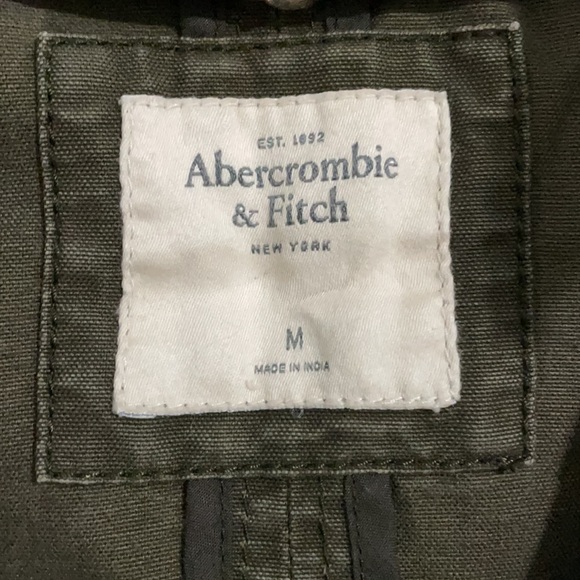 EST. 1892
Abercrombie
& Fitch
NEW YORK
M
MADE IN INDIA